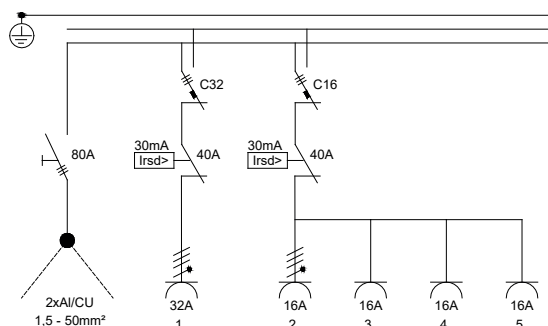 C32
C16
80A
30mA
Irsd>
40A
30mA
Irsd>
40A
2xAl/CU
1,5 - 50mm²
32A
16A
16A
16A
16A
1
2
3
4
5